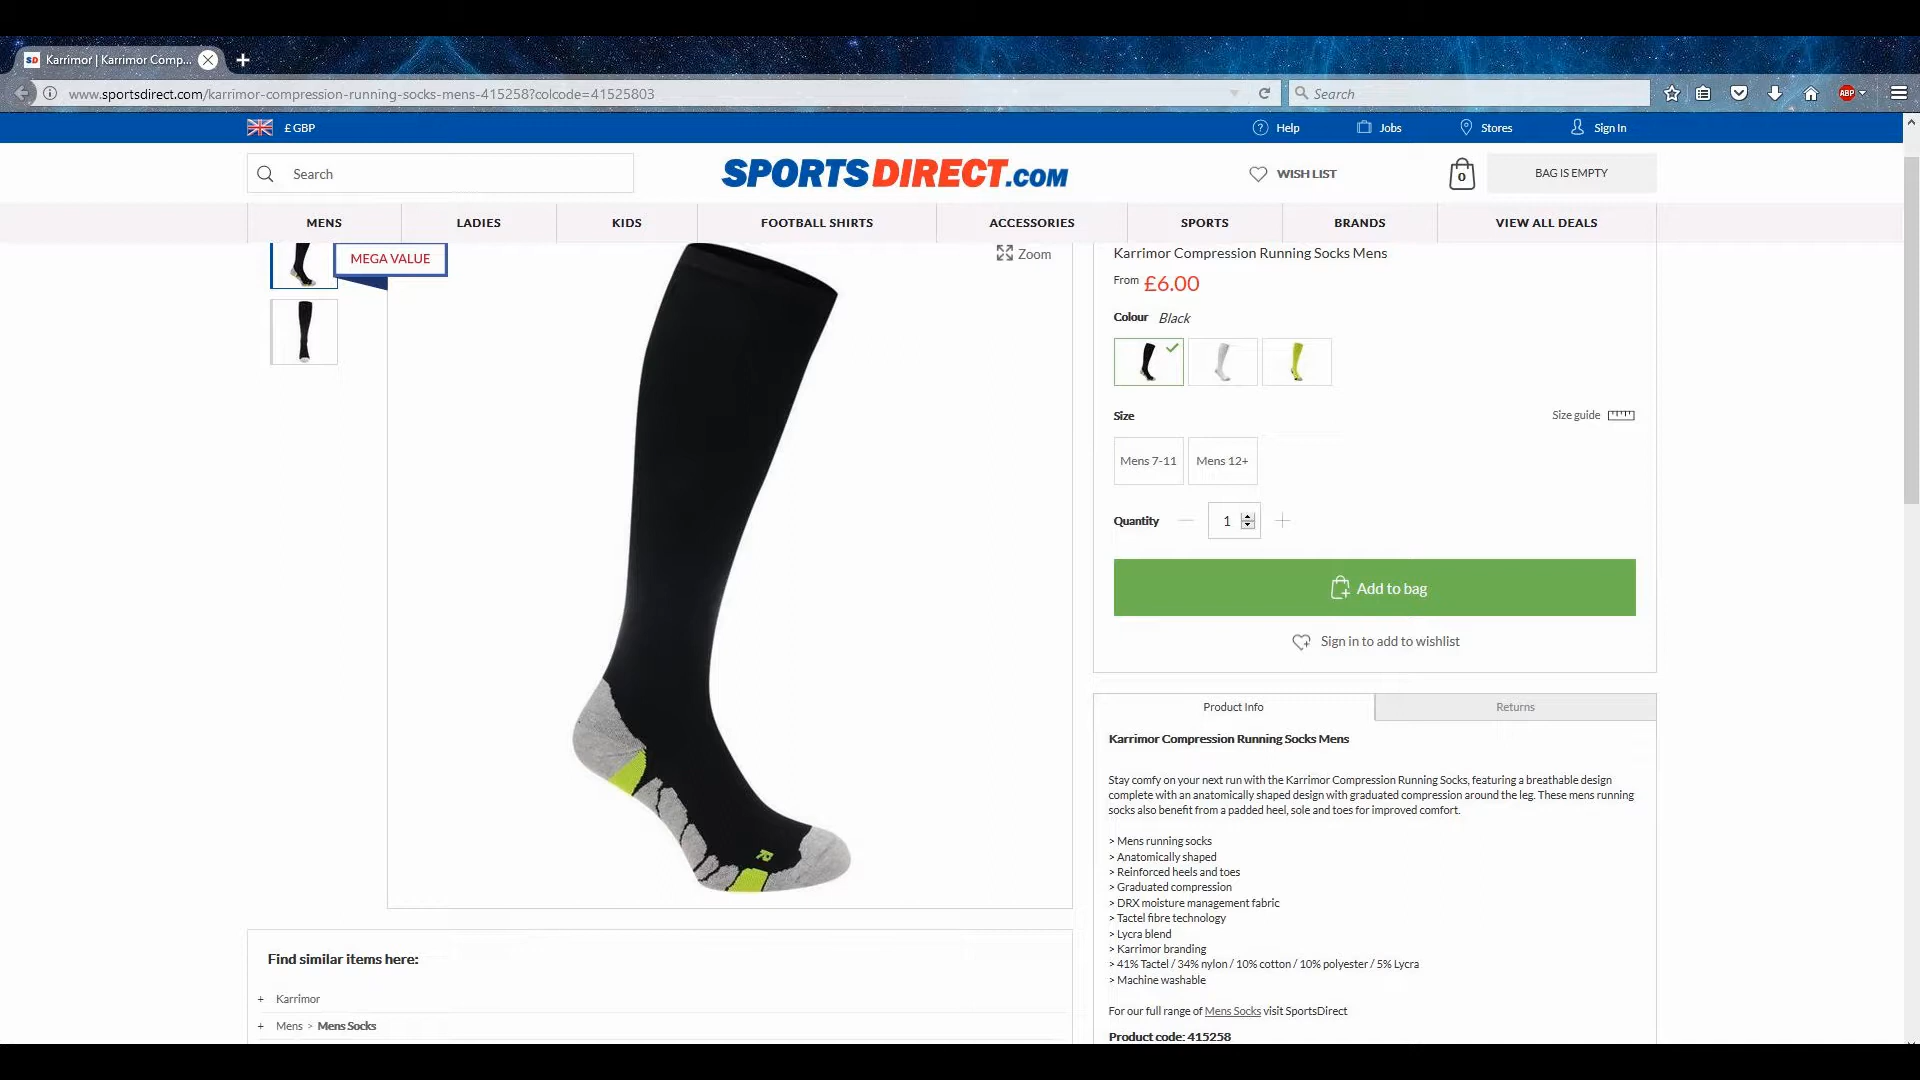 Karrimor | Karrimor Comp...
www.sportsdirect.com/karrimor-compression-running-socks-mens-415258?colcode=41525803
Search
ABP
£ GBP
Help
Jobs
Stores
Sign In
Search
SPORTSDIRECT.COM
WISH LIST
0
BAG IS EMPTY
MENS
LADIES
KIDS
FOOTBALL SHIRTS
ACCESSORIES
SPORTS
BRANDS
VIEW ALL DEALS
MEGA VALUE
Zoom
Karrimor Compression Running Socks Mens
From £6.00
Colour Black
Size
Size guide
Mens 7-11
Mens 12+
Quantity
1
Add to bag
Sign in to add to wishlist
Product Info
Returns
Karrimor Compression Running Socks Mens
Stay comfy on your next run with the Karrimor Compression Running Socks, featuring a breathable design
complete with an anatomically shaped design with graduated compression around the leg. These mens running
socks also benefit from a padded heel, sole and toes for improved comfort.
> Mens running socks
> Anatomically shaped
> Reinforced heels and toes
> Graduated compression
> DRX moisture management fabric
> Tactel fibre technology
> Lycra blend
> Karrimor branding
> 41% Tactel / 34% nylon / 10% cotton / 10% polyester / 5% Lycra
> Machine washable
For our full range of Mens Socks visit SportsDirect
Product code: 415258
Find similar items here:
+ Karrimor
+ Mens > Mens Socks